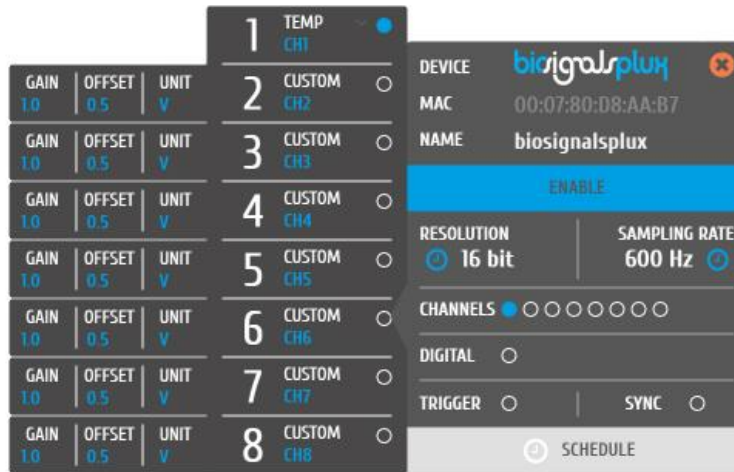 1 TEMP
CH1
GAIN OFFSET UNIT
1.0 0.5 V
2 CUSTOM
CH2
GAIN OFFSET UNIT
1.0 0.5 V
3 CUSTOM
CH3
GAIN OFFSET UNIT
1.0 0.5 V
4 CUSTOM
CH4
GAIN OFFSET UNIT
1.0 0.5 V
5 CUSTOM
CH5
GAIN OFFSET UNIT
1.0 0.5 V
6 CUSTOM
CH6
GAIN OFFSET UNIT
1.0 0.5 V
7 CUSTOM
CH7
GAIN OFFSET UNIT
1.0 0.5 V
8 CUSTOM
CH8
DEVICE biosignalsplux
MAC 00:07:80:D8:AA:B7
NAME biosignalsplux
ENABLE
RESOLUTION SAMPLING RATE
16 bit 600 Hz
CHANNELS
DIGITAL
TRIGGER SYNC
SCHEDULE